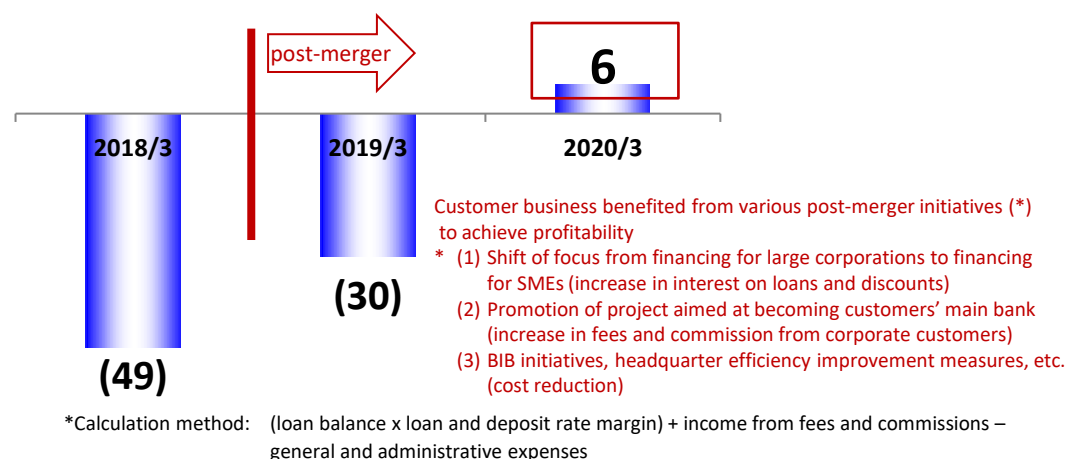 post-merger
6
2018/3
2019/3
2020/3
Customer business benefited from various post-merger initiatives (*)
to achieve profitability
* (1) Shift of focus from financing for large corporations to financing
for SMEs (increase in interest on loans and discounts)
(30)
(2) Promotion of project aimed at becoming customers’ main bank
(increase in fees and commission from corporate customers)
(3) BIB initiatives, headquarter efficiency improvement measures, etc.
(cost reduction)
(49)
*Calculation method: (loan balance x loan and deposit rate margin) + income from fees and commissions –
general and administrative expenses